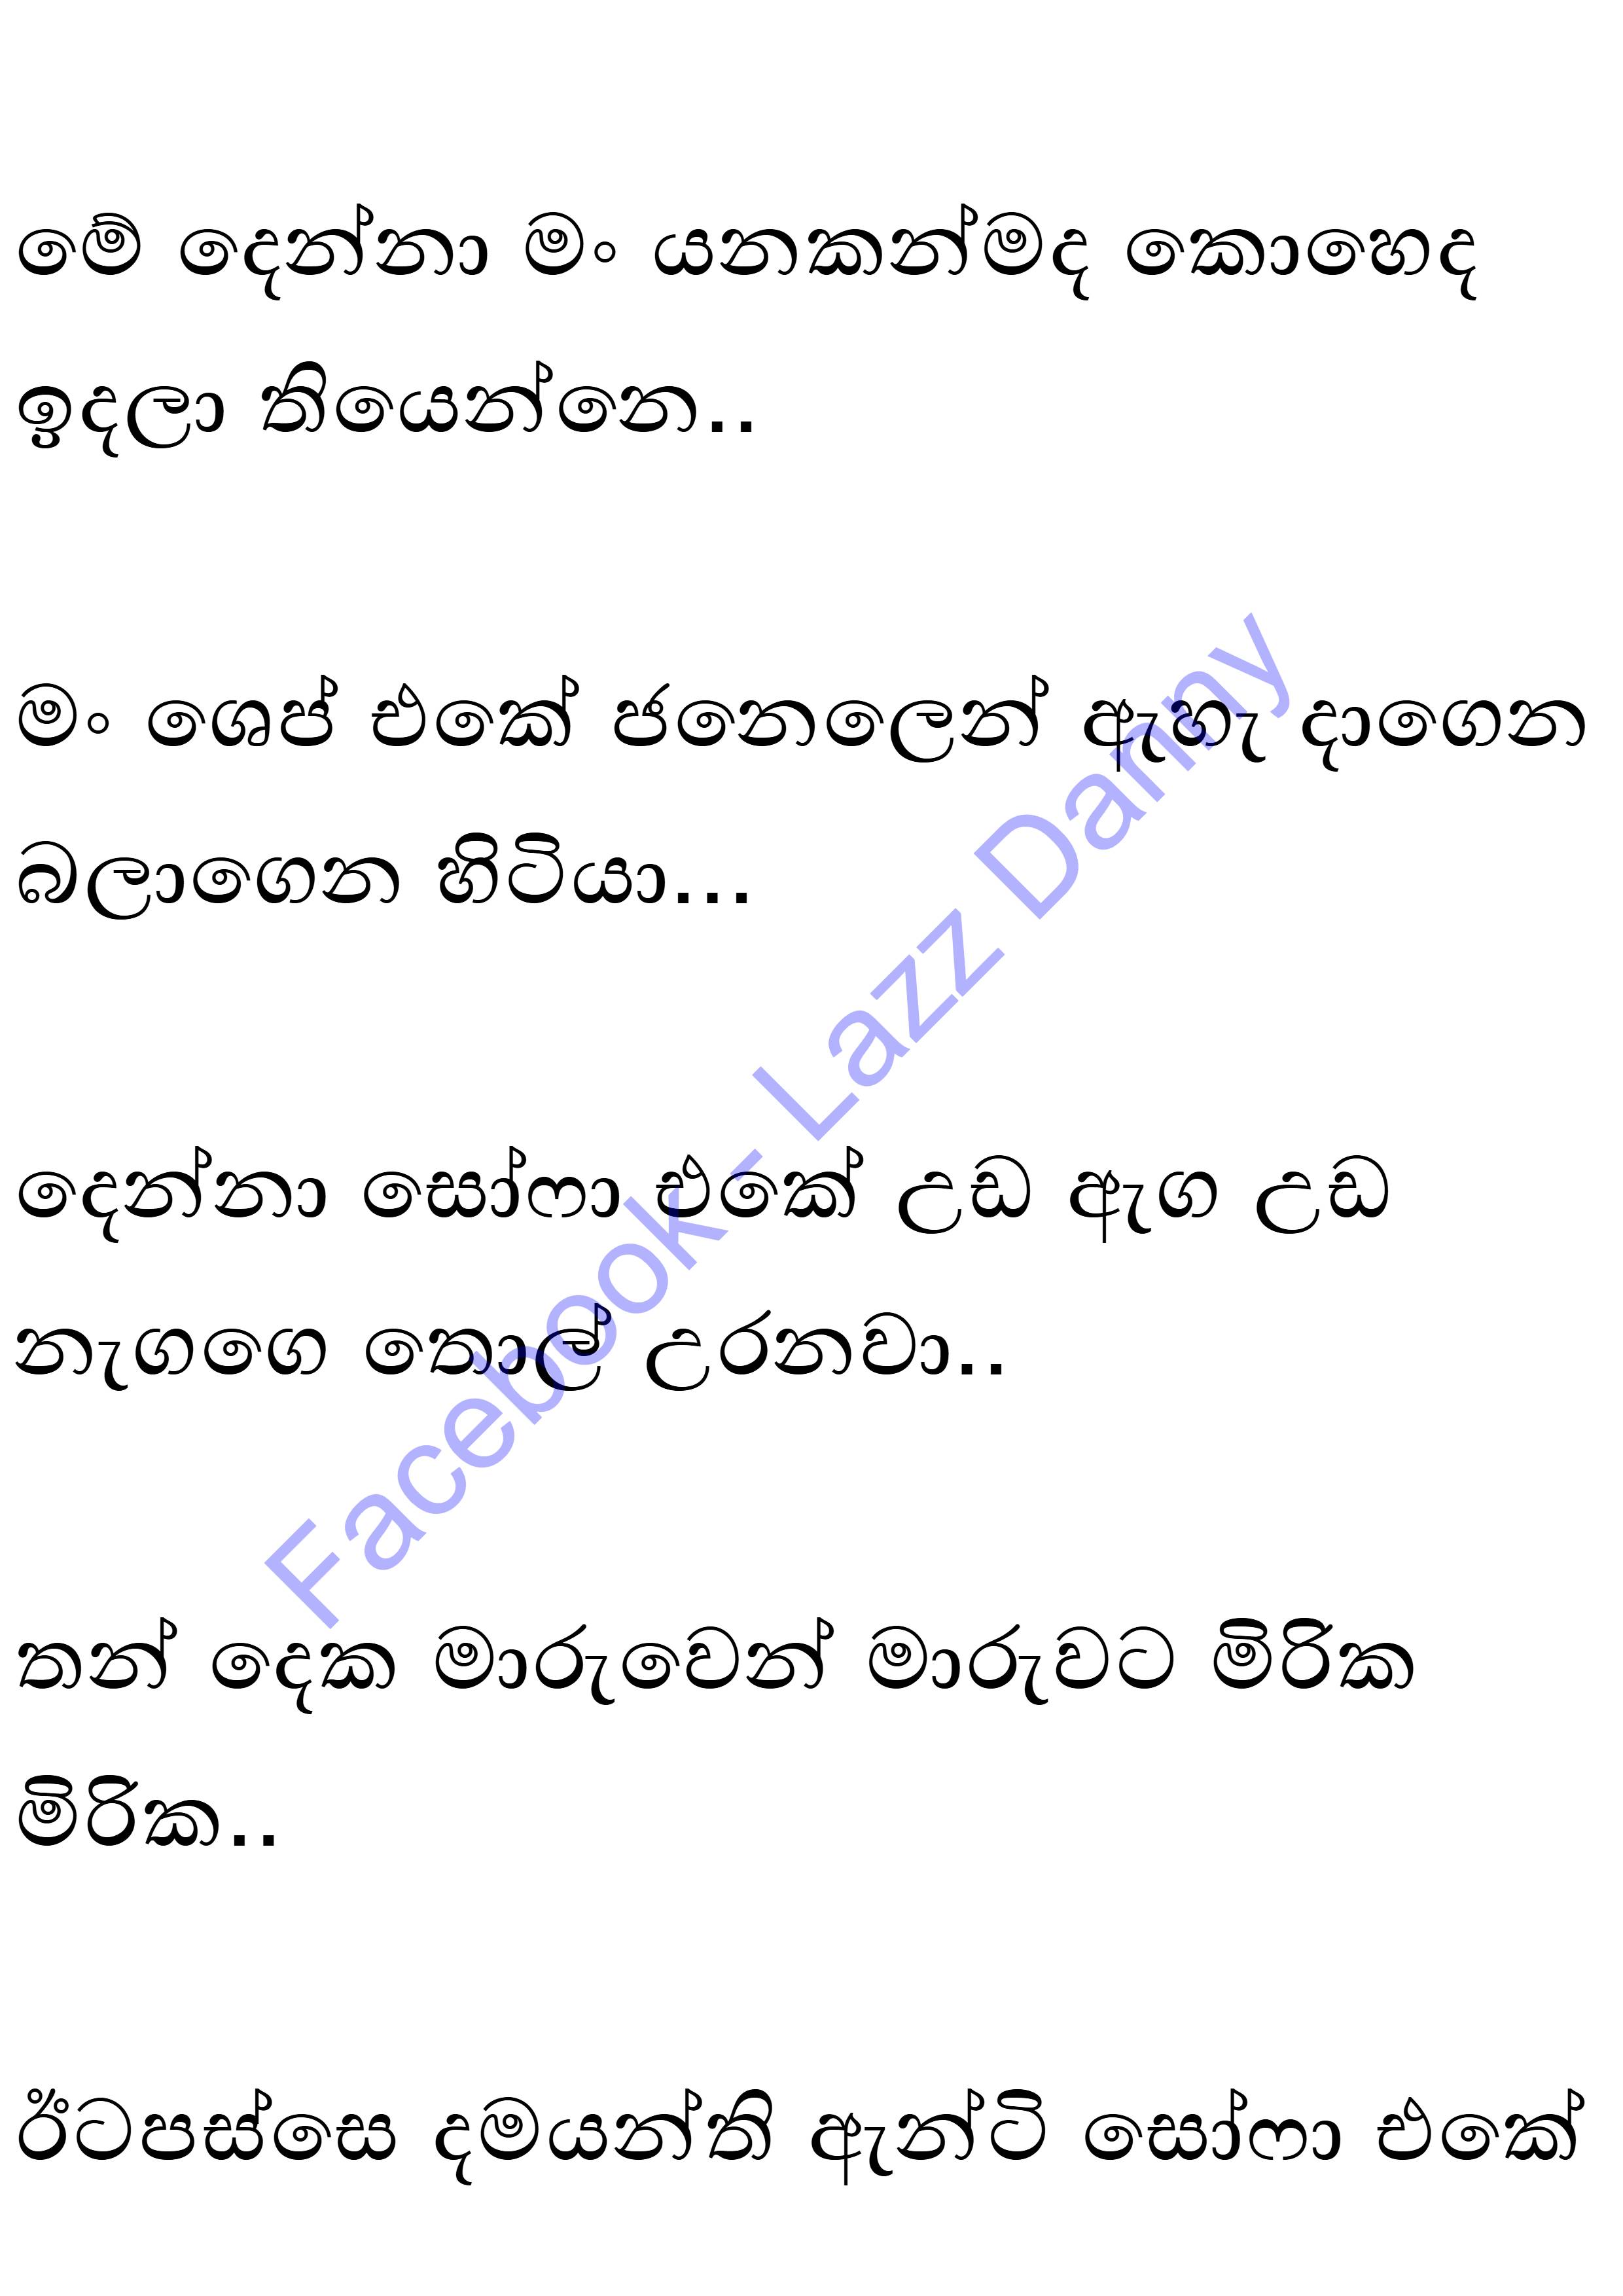 මේ දෙන්නා මං යනකන්මද කොහෙද
ඉදලා තියෙන්නෙ..
මං ශෙප් එකේ ජනෙලෙන් ඇහැ දාගෙන
බලාගෙන හිටියා...
දෙන්නා සෝෆා එකේ උඩ ඇග උඩ
නැගගෙ තොල් උරනවා..
තන් දෙක මාරුවෙන් මාරුවට මිරික
මිරික..
ඊටපස්සෙ දමයන්ති ඇන්ටි සෝෆා එකේ
Facebook - Lazz Danny